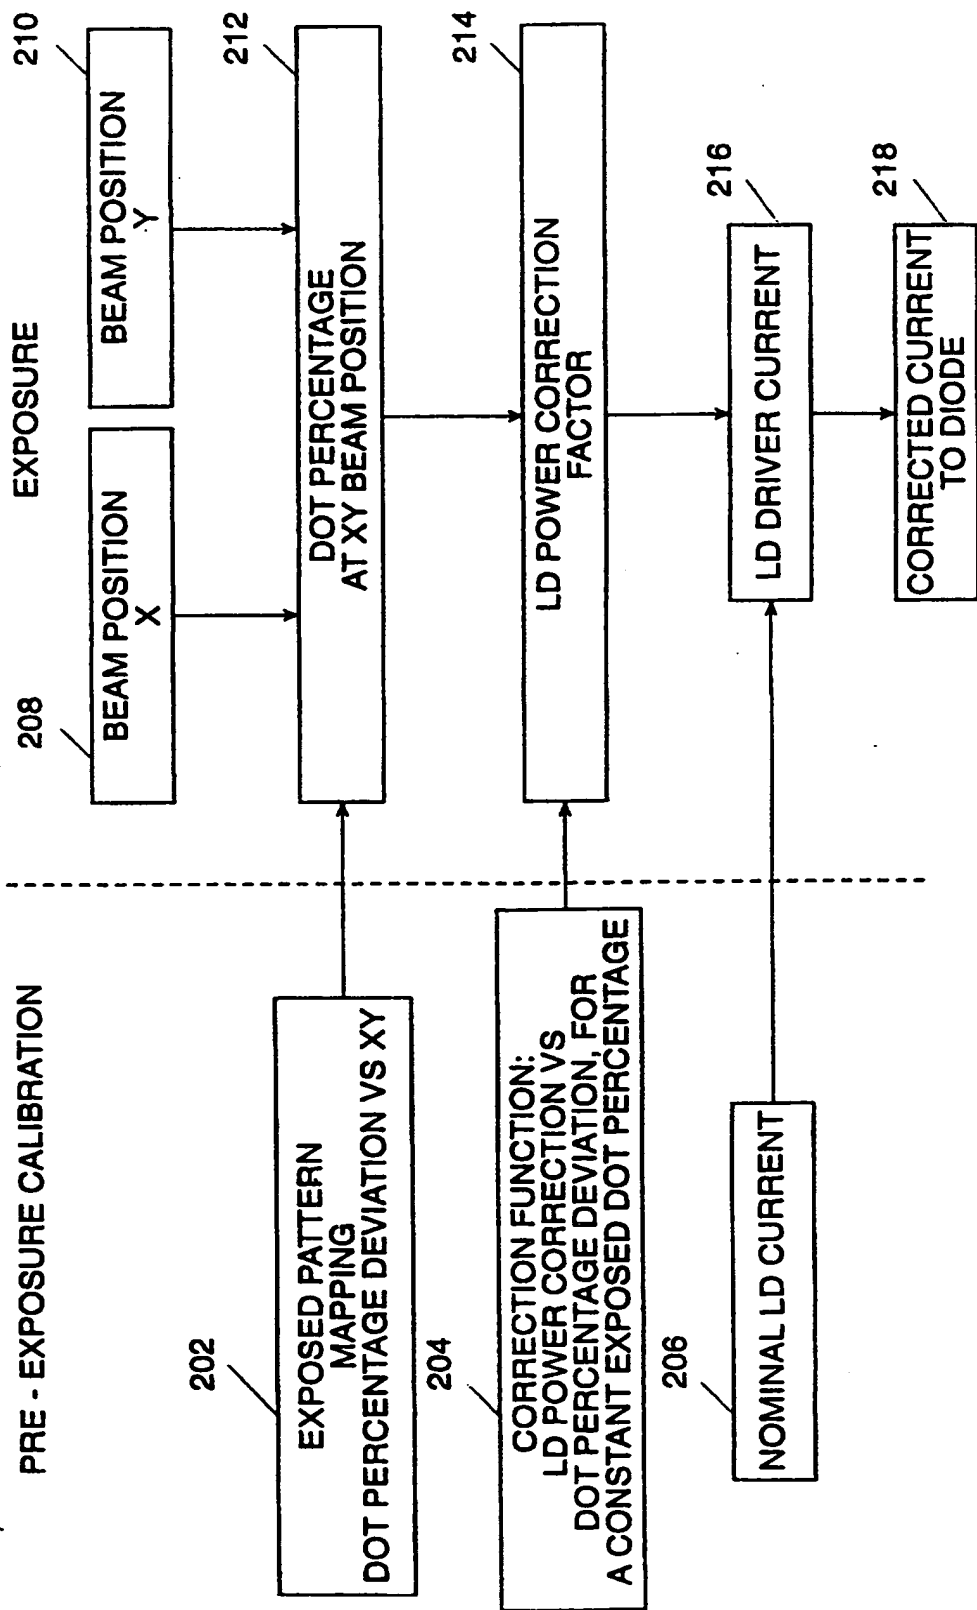 PRE - EXPOSURE CALIBRATION
EXPOSURE
202
EXPOSED PATTERN
MAPPING
DOT PERCENTAGE DEVIATION VS XY
204
CORRECTION FUNCTION:
LD POWER CORRECTION VS
DOT PERCENTAGE DEVIATION, FOR
A CONSTANT EXPOSED DOT PERCENTAGE
206
NOMINAL LD CURRENT
208
BEAM POSITION
X
210
BEAM POSITION
Y
212
DOT PERCENTAGE
AT XY BEAM POSITION
214
LD POWER CORRECTION
FACTOR
216
LD DRIVER CURRENT
218
CORRECTED CURRENT
TO DIODE